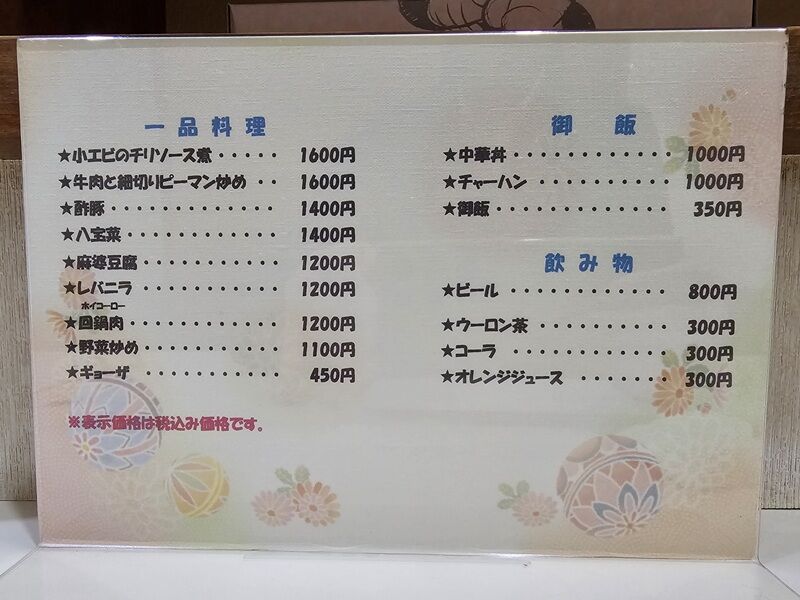 一品料理
★小エビのチリソース煮・・・・・ 1600円
★牛肉と細切りピーマン炒め・・ 1600円
★酢豚・・・・・・・・・・・・ 1400円
★八宝菜・・・・・・・・・・・ 1400円
★麻婆豆腐・・・・・・・・・・ 1200円
★レバニラ・・・・・・・・・・ 1200円
ホイコーロー
★回鍋肉・・・・・・・・・・・ 1200円
★野菜炒め・・・・・・・・・・ 1100円
★ギョーザ・・・・・・・・・・ 450円
※表示価格は税込み価格です。
御飯
★中華丼・・・・・・・・・・・ 1000円
★チャーハン・・・・・・・・・ 1000円
★御飯・・・・・・・・・・・・ 350円
飲み物
★ビール・・・・・・・・・・・ 800円
★ウーロン茶・・・・・・・・・ 300円
★コーラ・・・・・・・・・・・ 300円
★オレンジジュース・・・・・・・ 300円